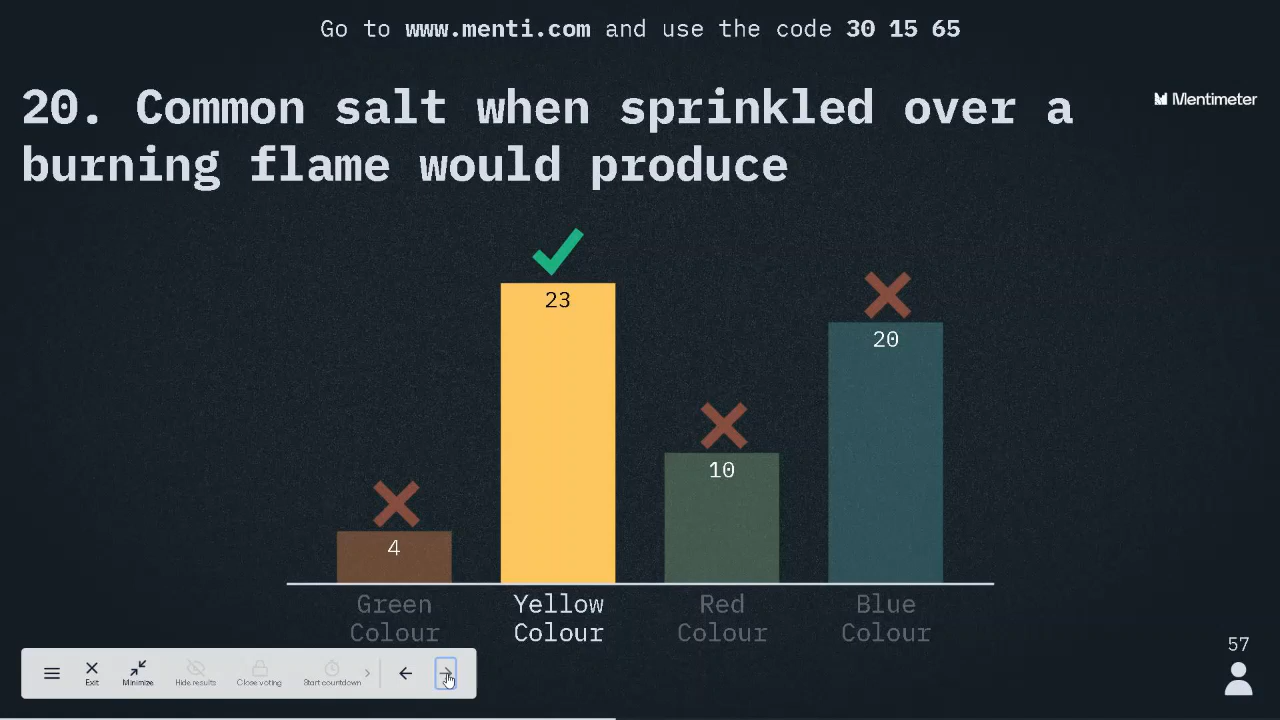 Go to www.menti.com and use the code 30 15 65
20. Common salt when sprinkled over a
burning flame would produce
Mentimeter
23
20
10
4
Green
Colour
Yellow
Colour
Red
Colour
Blue
Colour
57
Exit
Minimize
Hide results
Close voting
Start countdown